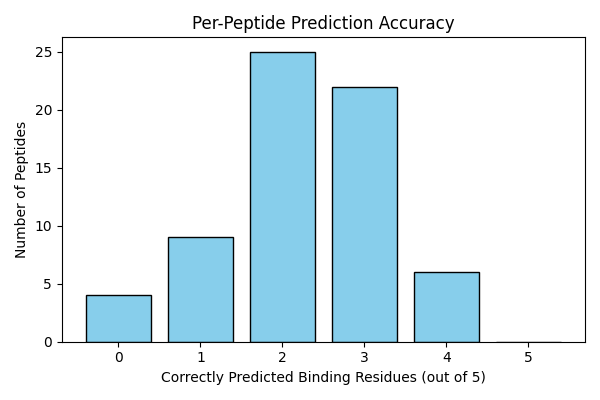 Per-Peptide Prediction Accuracy
Number of Peptides
25
20
15
10
5
0
0 1 2 3 4 5
Correctly Predicted Binding Residues (out of 5)